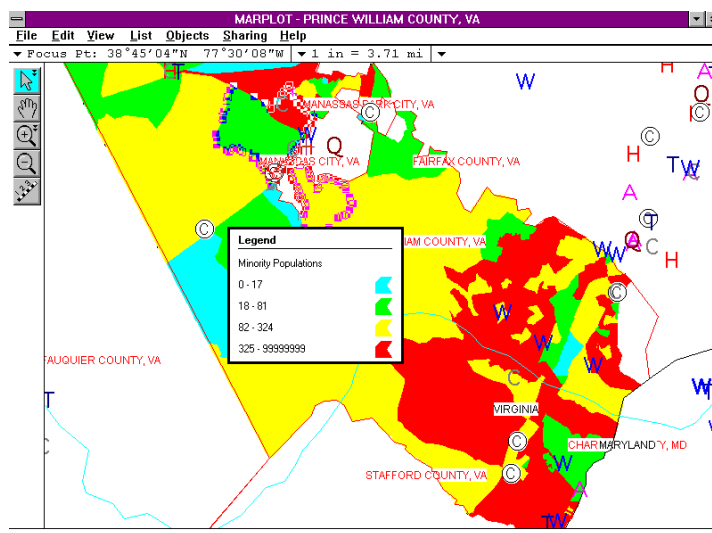 MARPLOT - PRINCE WILLIAM COUNTY, VA
File Edit View List Objects Sharing Help
Focus Pt: 38°45'04"N 77°30'08"W 1 in = 3.71 mi
T
H
W
H
A
C
MANASSAS PARK CITY, VA
C
Q
C
W
Q
C
H
MANASSAS CITY, VA
FAIRFAX COUNTY, VA
T
W
A
A
C
T
IAM COUNTY, VA
Q
C
W
W
H
Legend
Minority Populations
0 - 17
18 - 81
82 - 324
325 - 99999999
C
W
W
FAUQUIER COUNTY, VA
W
C
W
T
VIRGINIA
C
C
CHAR MARYLAND TY, MD
W
STAFFORD COUNTY, VA
C
A
TW